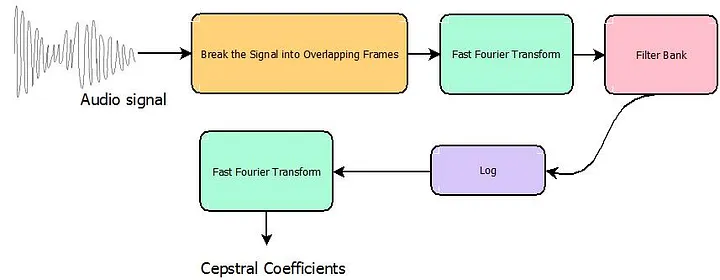 Audio signal
Break the Signal into Overlapping Frames
Fast Fourier Transform
Filter Bank
Log
Fast Fourier Transform
Cepstral Coefficients